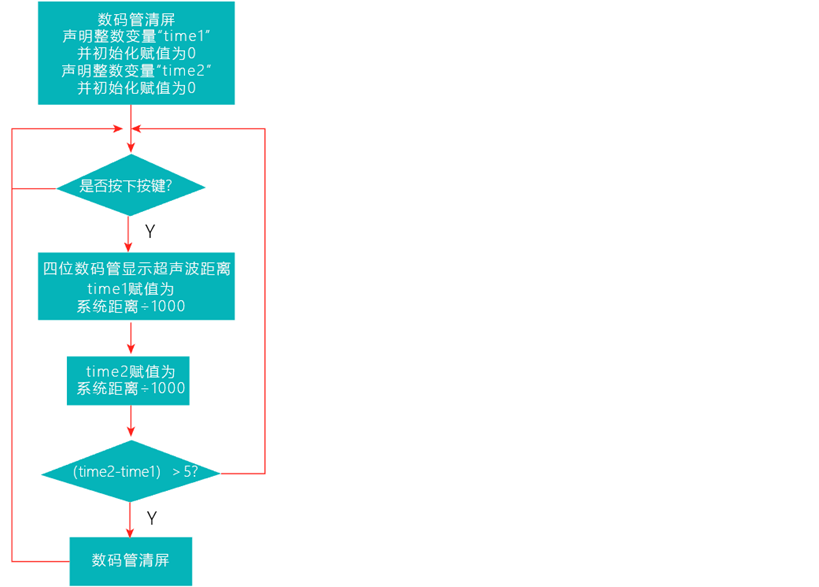 数码管清屏
声明整数变量“time1”
并初始化赋值为0
声明整数变量“time2”
并初始化赋值为0
是否按下按键？
Y
四位数码管显示超声波距离
time1赋值为
系统距离÷1000
time2赋值为
系统距离÷1000
(time2-time1) ＞5？
Y
数码管清屏